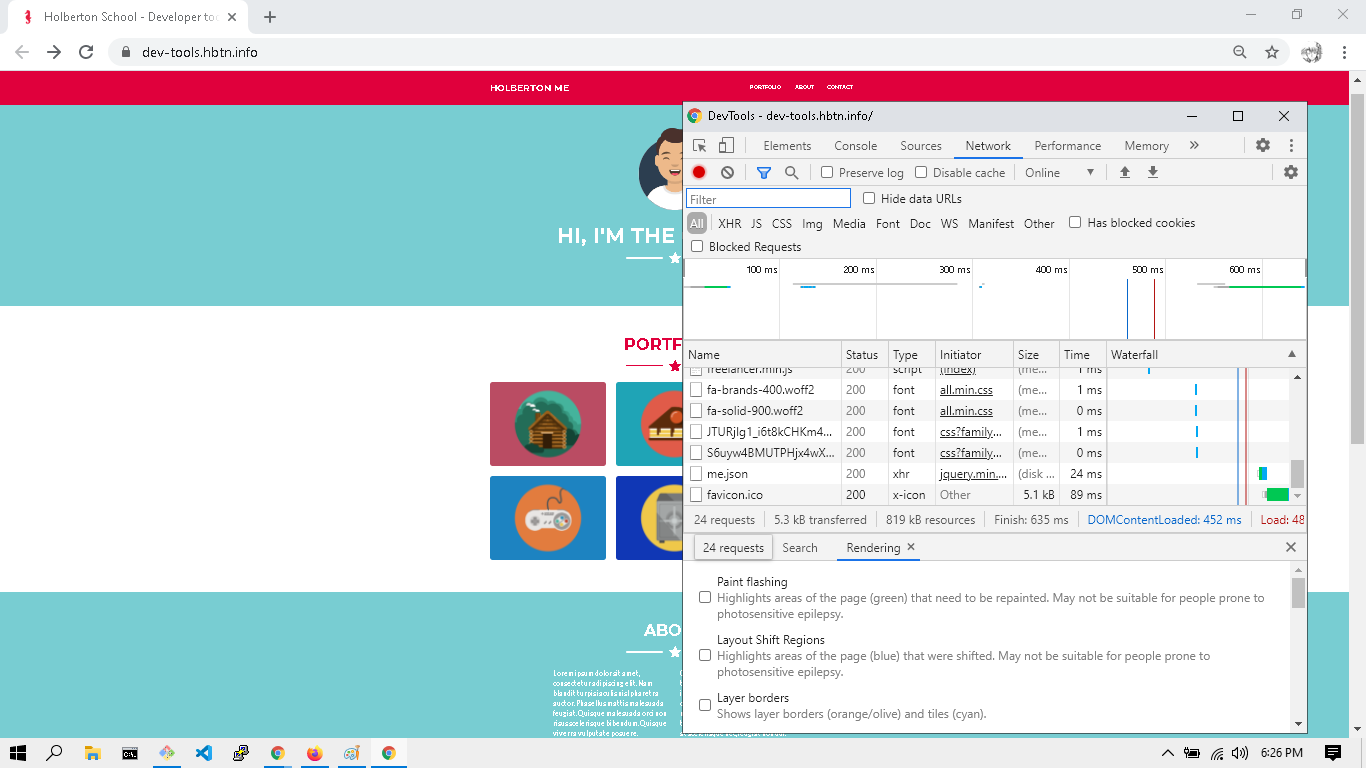 Holberton School - Developer too
dev-tools.hbtn.info
HOLBERTON ME
PORTFOLIO ABOUT CONTACT
DevTools - dev-tools.hbtn.info/
Elements Console Sources Network Performance Memory »
Preserve log Disable cache Online
Filter Hide data URLs
All XHR JS CSS Img Media Font Doc WS Manifest Other Has blocked cookies
Blocked Requests
HI, I'M THE
100 ms 200 ms 300 ms 400 ms 500 ms 600 ms
Name Status Type Initiator Size Time Waterfall
freelancer.min.js 200 script (index) (me... 1 ms
fa-brands-400.woff2 200 font all.min.css (me... 1 ms
fa-solid-900.woff2 200 font all.min.css (me... 0 ms
JTURjIg1_i6t8kCHKm4... 200 font css?family... (me... 1 ms
S6uyw4BMUTPHjx4wX... 200 font css?family... (me... 0 ms
me.json 200 xhr jquery.min.... (disk ... 24 ms
favicon.ico 200 x-icon Other 5.1 kB 89 ms
24 requests 5.3 kB transferred 819 kB resources Finish: 635 ms DOMContentLoaded: 452 ms Load: 48
24 requests Search Rendering ×
Paint flashing
Highlights areas of the page (green) that need to be repainted. May not be suitable for people prone to
photosensitive epilepsy.
Layout Shift Regions
Highlights areas of the page (blue) that were shifted. May not be suitable for people prone to
photosensitive epilepsy.
Layer borders
Shows layer borders (orange/olive) and tiles (cyan).
PORTF
ABO
Lorem ipsum dolor sit amet,
consectetur adipiscing elit. Nam
blandit turpis iaculis nisl pharetra
auctor. Phasellus mattis malesuada
feugiat. Quisque malesuada orci non
risus scelerisque bibendum. Quisque
viverra vulputate posuere.
6:26 PM